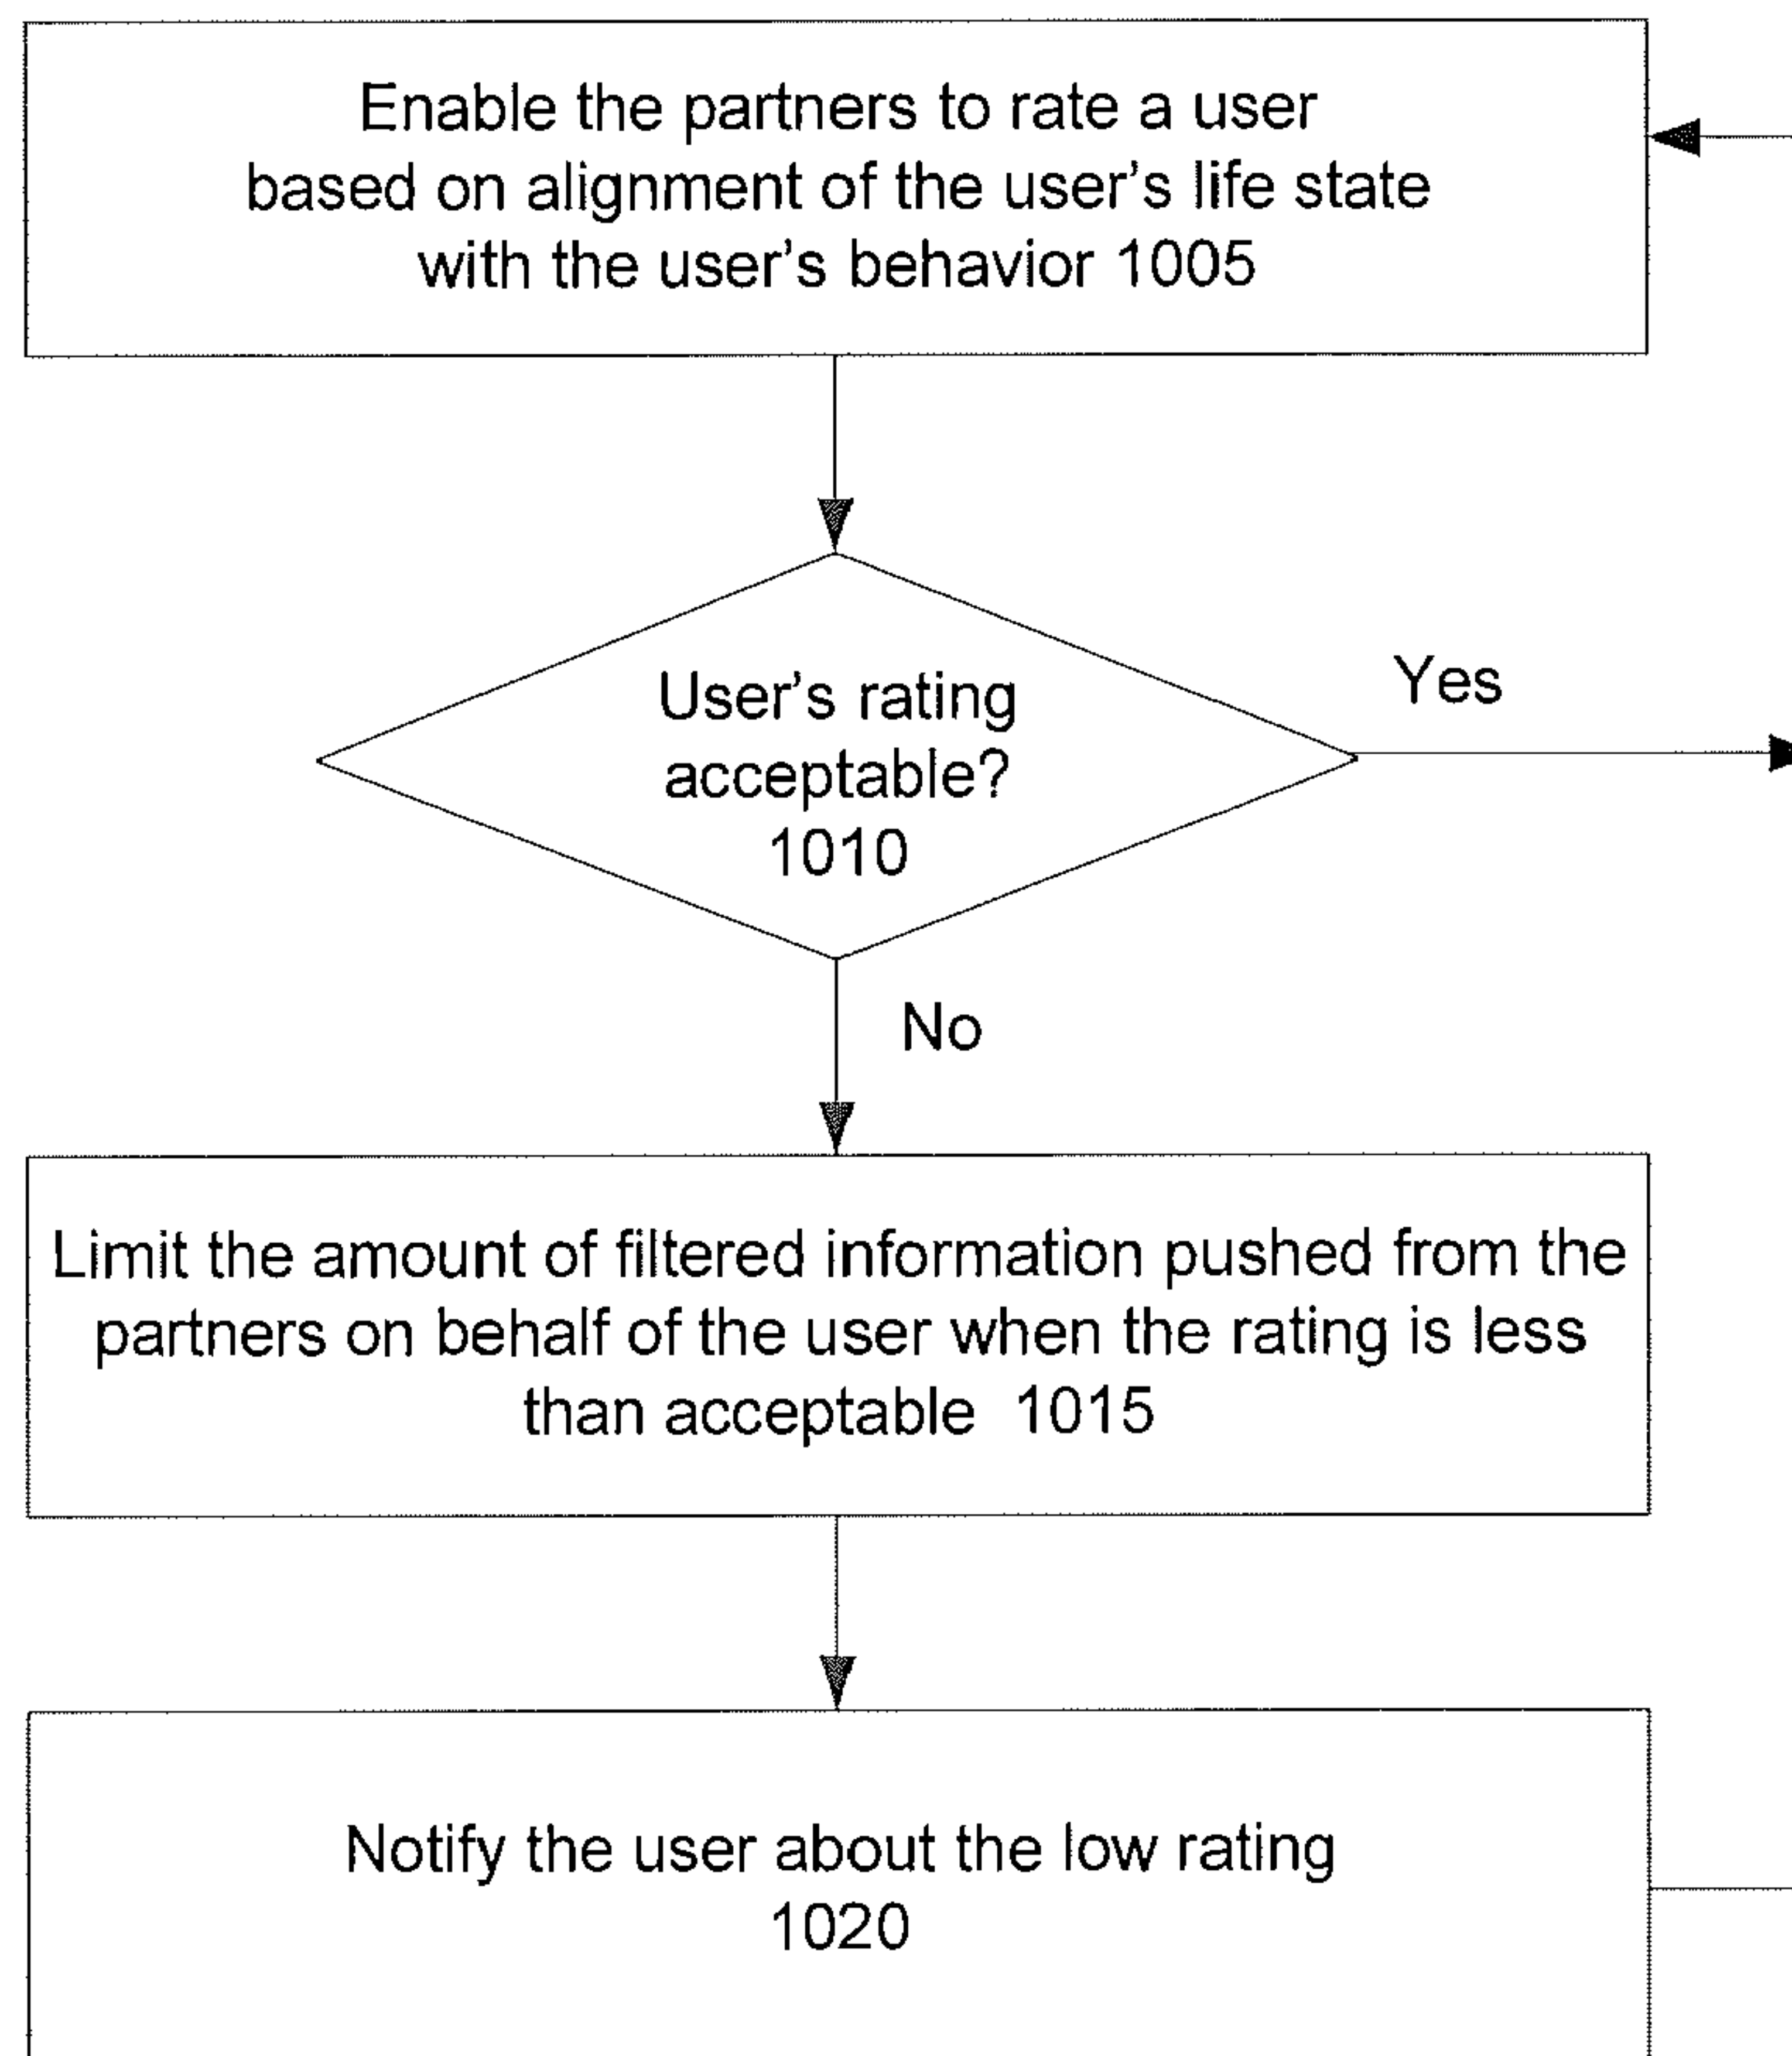 Enable the partners to rate a user
based on alignment of the user's life state
with the user's behavior 1005
User's rating
acceptable?
1010
Yes
No
Limit the amount of filtered information pushed from the
partners on behalf of the user when the rating is less
than acceptable 1015
Notify the user about the low rating
1020